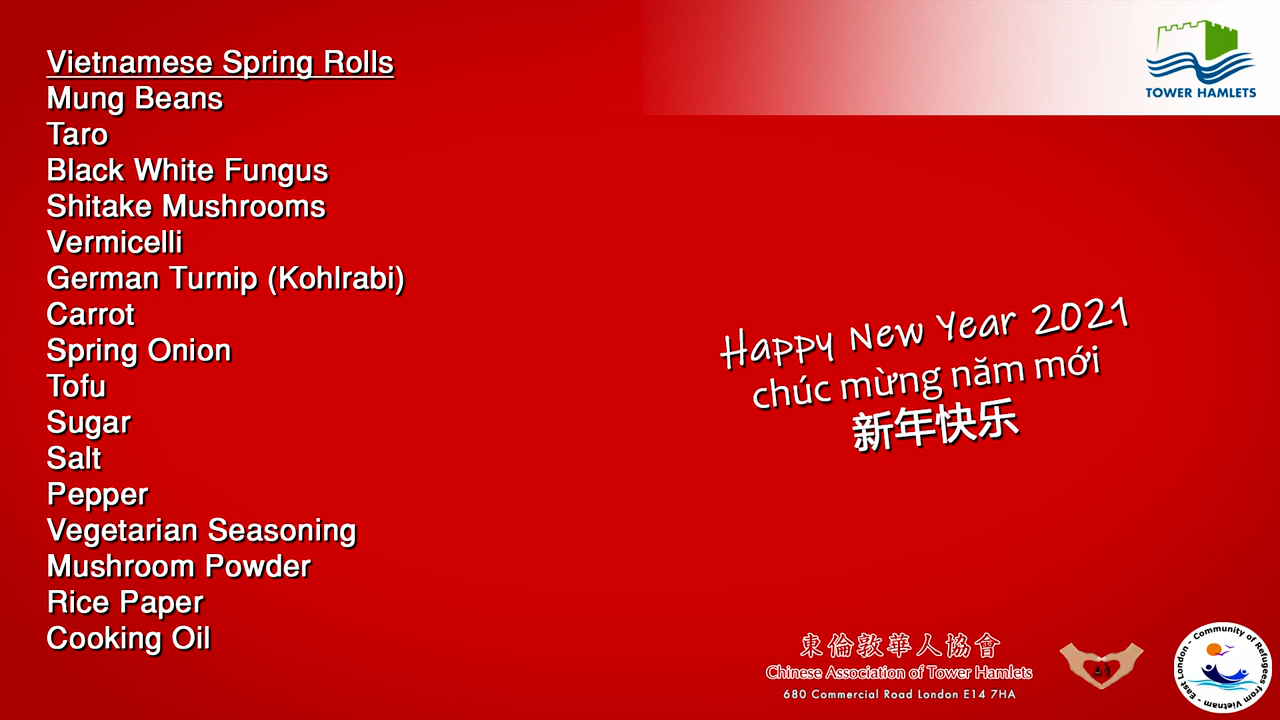 Vietnamese Spring Rolls
Mung Beans
Taro
Black White Fungus
Shitake Mushrooms
Vermicelli
German Turnip (Kohlrabi)
Carrot
Spring Onion
Tofu
Sugar
Salt
Pepper
Vegetarian Seasoning
Mushroom Powder
Rice Paper
Cooking Oil
TOWER HAMLETS
Happy New Year 2021
chúc mừng năm mới
新年快乐
東倫敦華人協會
Chinese Association of Tower Hamlets
680 Commercial Road London E14 7HA
East London - Community of Refugees from Vietnam -